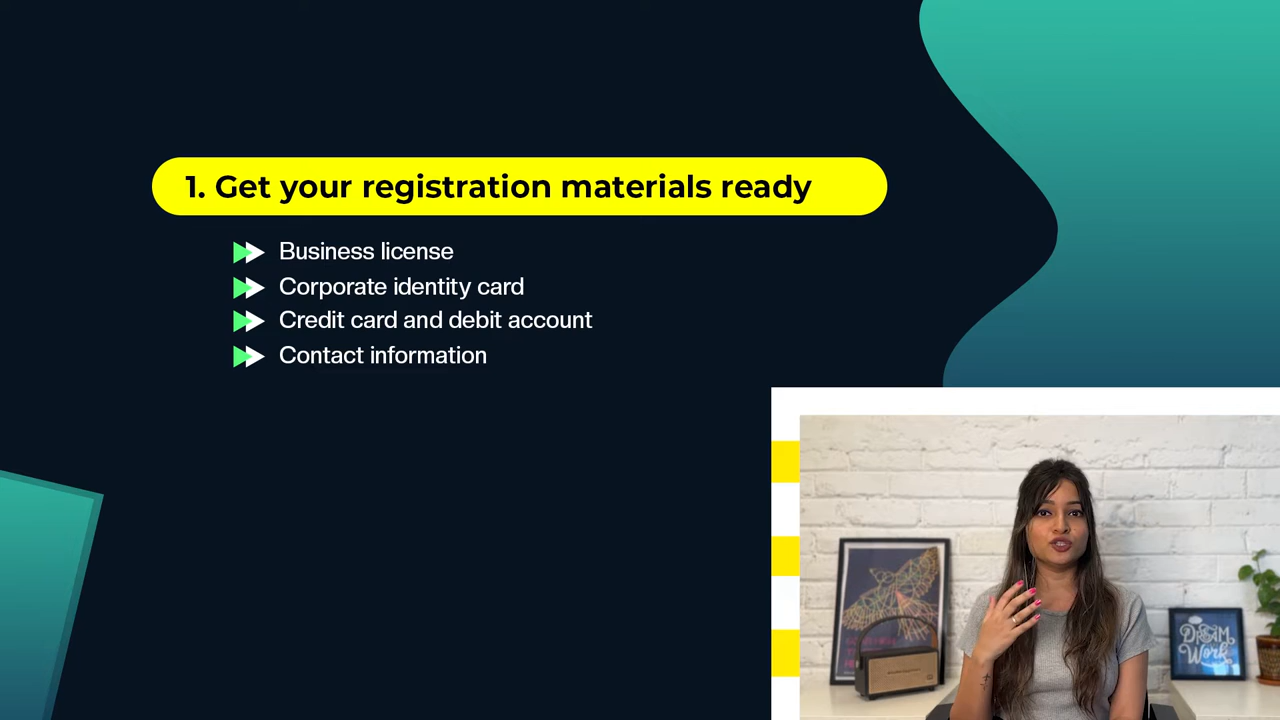 1. Get your registration materials ready
Business license
Corporate identity card
Credit card and debit account
Contact information
DREAM
Work